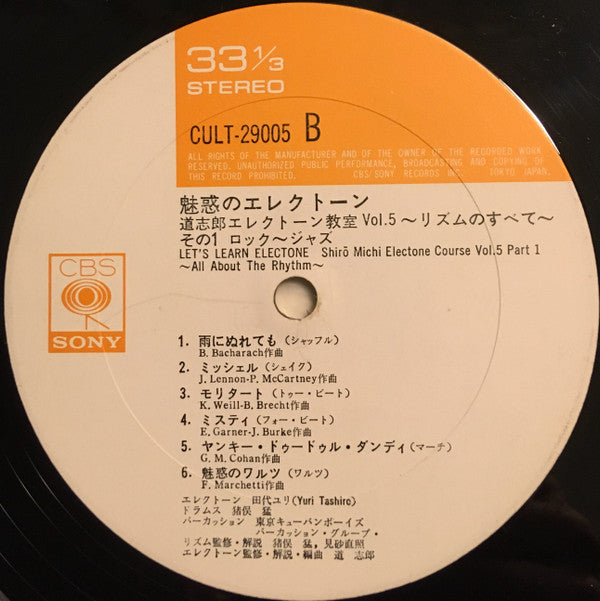 33 1/3
STEREO
CULT-29005 B
ALL RIGHTS OF THE MANUFACTURER AND OF THE OWNER OF THE RECORDED WORK
RESERVED. UNAUTHORIZED PUBLIC PERFORMANCE, BROADCASTING AND COPYING OF
THIS RECORD PROHIBITED. CBS/SONY RECORDS INC. TOKYO JAPAN.
魅惑のエレクトーン
道志郎エレクトーン教室 Vol.5 〜リズムのすべて〜
その1 ロック〜ジャズ
LET'S LEARN ELECTONE Shirō Michi Electone Course Vol.5 Part 1
〜All About The Rhythm〜
CBS
SONY
1. 雨にぬれても (シャッフル)
B. Bacharach作曲
2. ミッシェル (シェイク)
J. Lennon-P. McCartney作曲
3. モリタート (トゥー・ビート)
K. Weill-B. Brecht作曲
4. ミスティ (フォー・ビート)
E. Garner-J. Burke作曲
5. ヤンキー・ドゥードゥル・ダンディ (マーチ)
G. M. Cohan作曲
6. 魅惑のワルツ (ワルツ)
F. Marchetti作曲
エレクトーン 田代ユリ(Yuri Tashiro)
ドラムス 猪俣 猛
パーカッション 東京キューバンボーイズ
パーカッション・グループ・
リズム監修・解説 猪俣 猛, 見砂直照
エレクトーン監修・解説・編曲 道 志郎